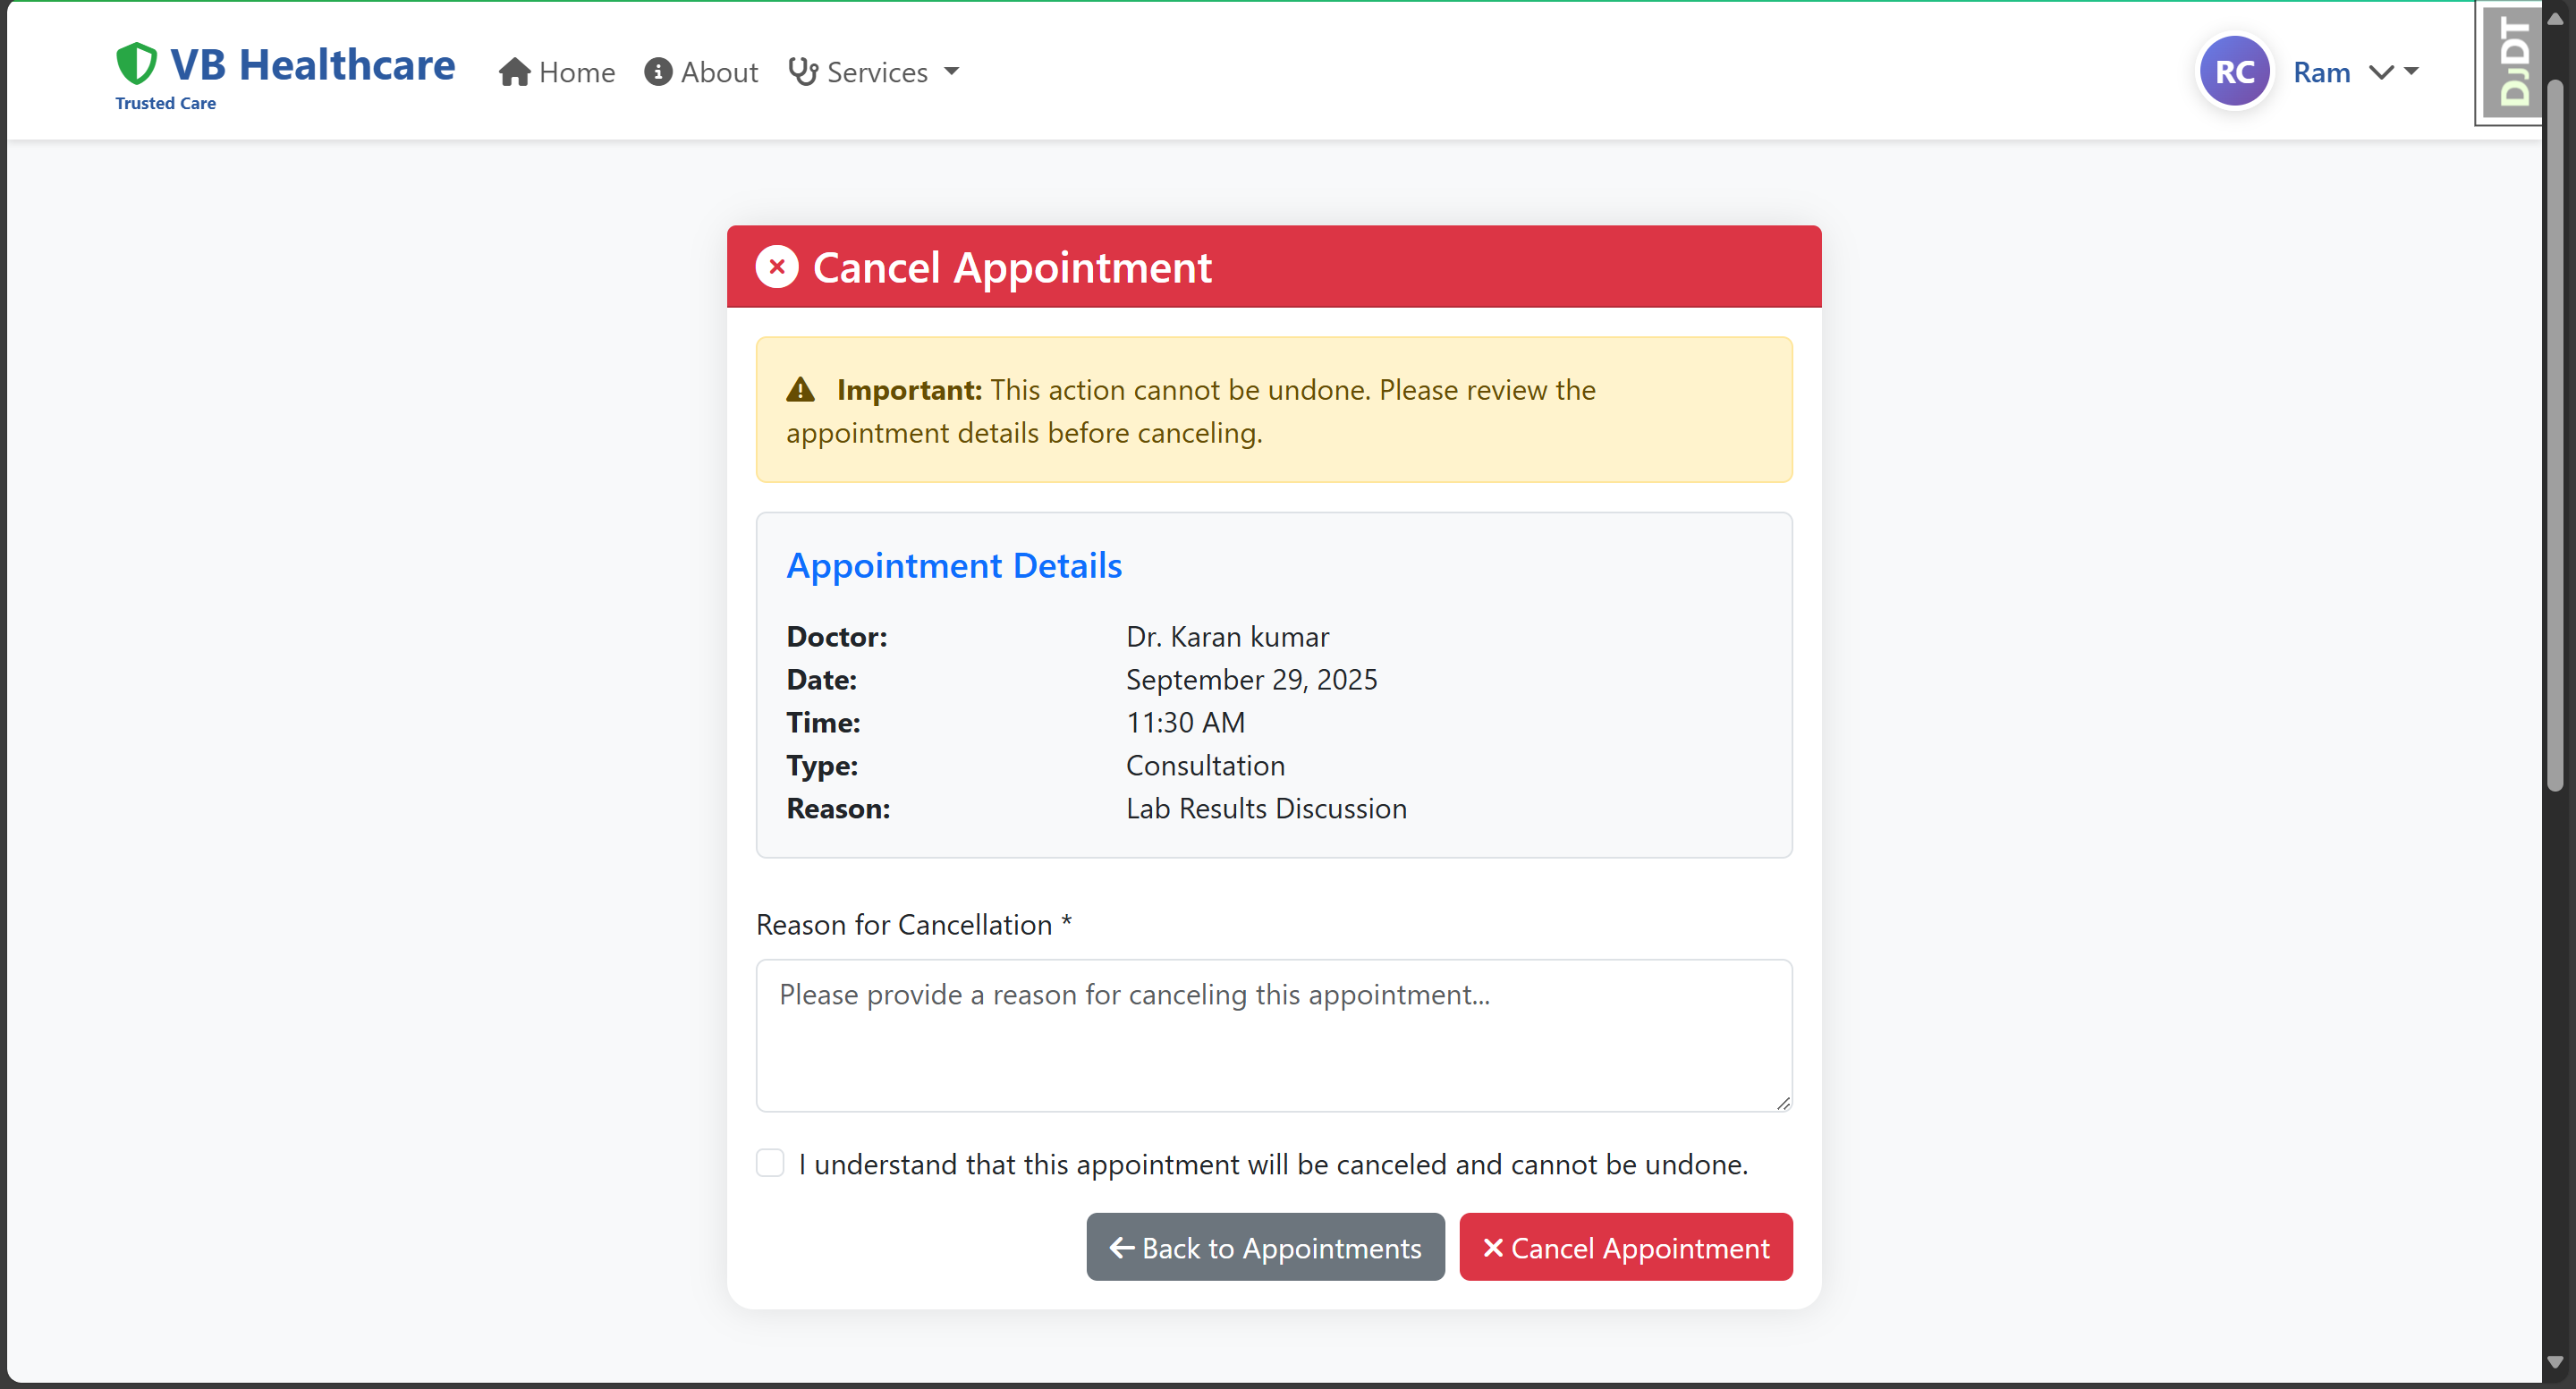 VB Healthcare
Trusted Care
Home
About
Services
RC
Ram
DJDT
Cancel Appointment
Important: This action cannot be undone. Please review the
appointment details before canceling.
Appointment Details
Doctor: Dr. Karan kumar
Date: September 29, 2025
Time: 11:30 AM
Type: Consultation
Reason: Lab Results Discussion
Reason for Cancellation *
Please provide a reason for canceling this appointment...
I understand that this appointment will be canceled and cannot be undone.
Back to Appointments
Cancel Appointment